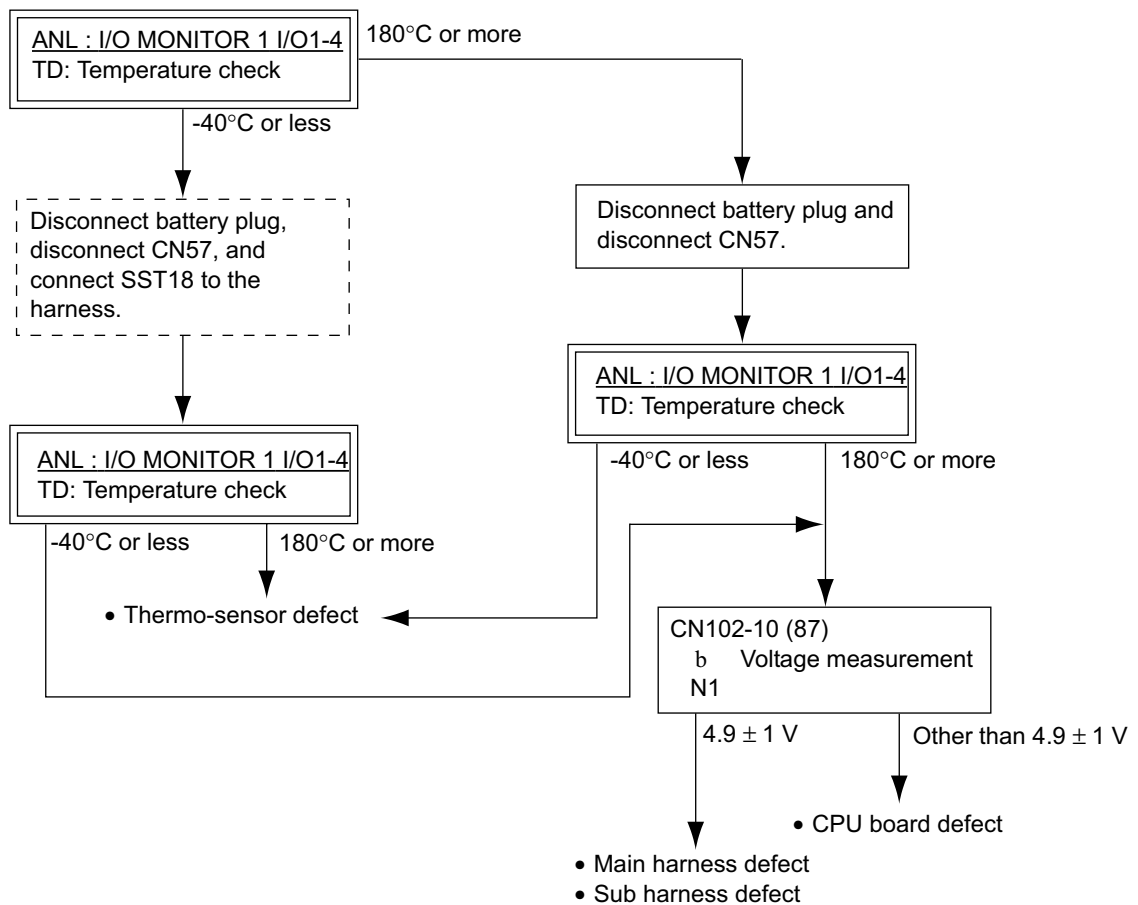 ANL : I/O MONITOR 1 I/O1-4
TD: Temperature check
180°C or more
-40°C or less
Disconnect battery plug,
disconnect CN57, and
connect SST18 to the
harness.
Disconnect battery plug and
disconnect CN57.
ANL : I/O MONITOR 1 I/O1-4
TD: Temperature check
-40°C or less
180°C or more
ANL : I/O MONITOR 1 I/O1-4
TD: Temperature check
-40°C or less
180°C or more
• Thermo-sensor defect
CN102-10 (87)
b Voltage measurement
N1
4.9 ± 1 V
Other than 4.9 ± 1 V
• CPU board defect
• Main harness defect
• Sub harness defect